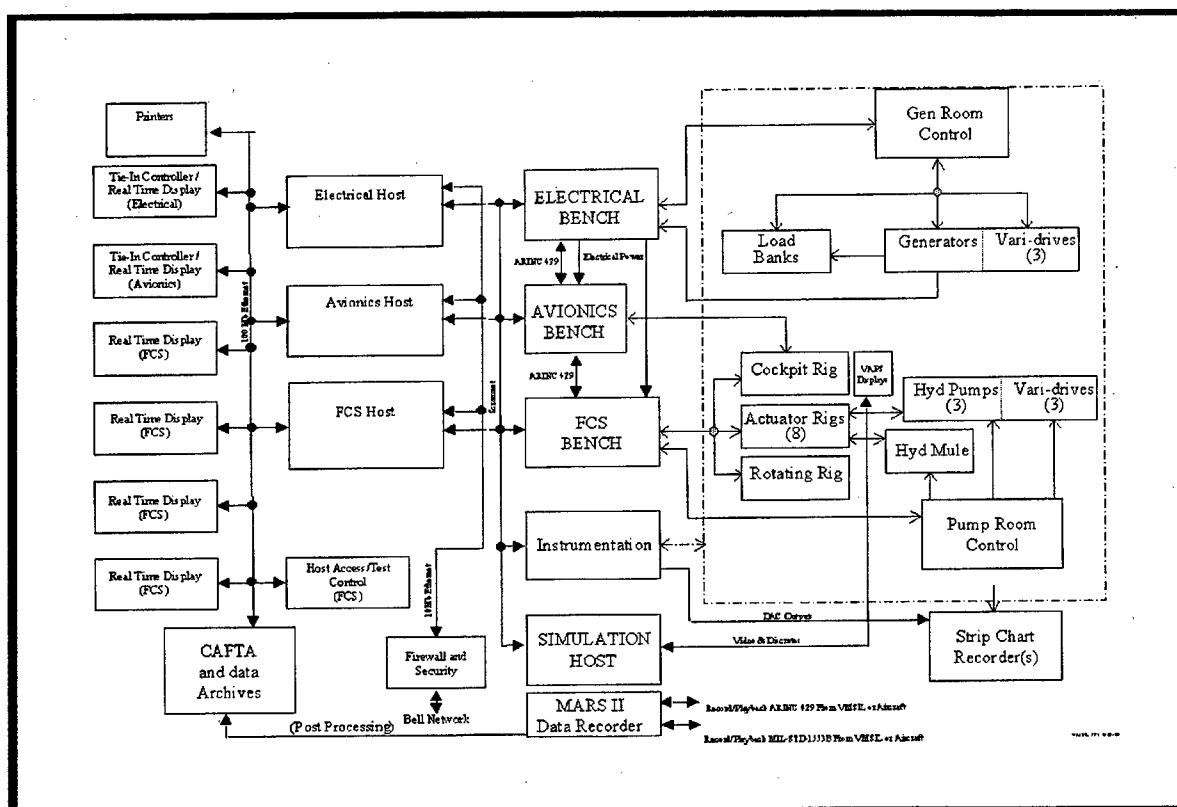 Printers
Tie-In Controller /
Real Time Display
(Electrical)
Tie-In Controller /
Real Time Display
(Avionics)
Real Time Display
(FCS)
Real Time Display
(FCS)
Real Time Display
(FCS)
Real Time Display
(FCS)
100 Mb Ethernet
Electrical Host
Avionics Host
FCS Host
Host Access/Test
Control
(FCS)
CAFTA
and data
Archives
10 Mb Ethernet
Firewall and
Security
Bell Network
(Post Processing)
ELECTRICAL
BENCH
ARINC 429
Electrical Power
AVIONICS
BENCH
ARINC 429
FCS
BENCH
Instrumentation
SIMULATION
HOST
MARS II
Data Recorder
Gen Room
Control
Load
Banks
Generators
Vari-drives
(3)
Cockpit Rig
Displays
Actuator Rigs
(8)
Rotating Rig
Hyd Pumps
(3)
Vari-drives
(3)
Hyd Mule
Pump Room
Control
DAC Outputs
Video & Discretes
Strip Chart
Recorder(s)
Record/Playback ARINC 429 From VMSIL or Aircraft
Record/Playback MIL-STD-1553B From VMSIL or Aircraft